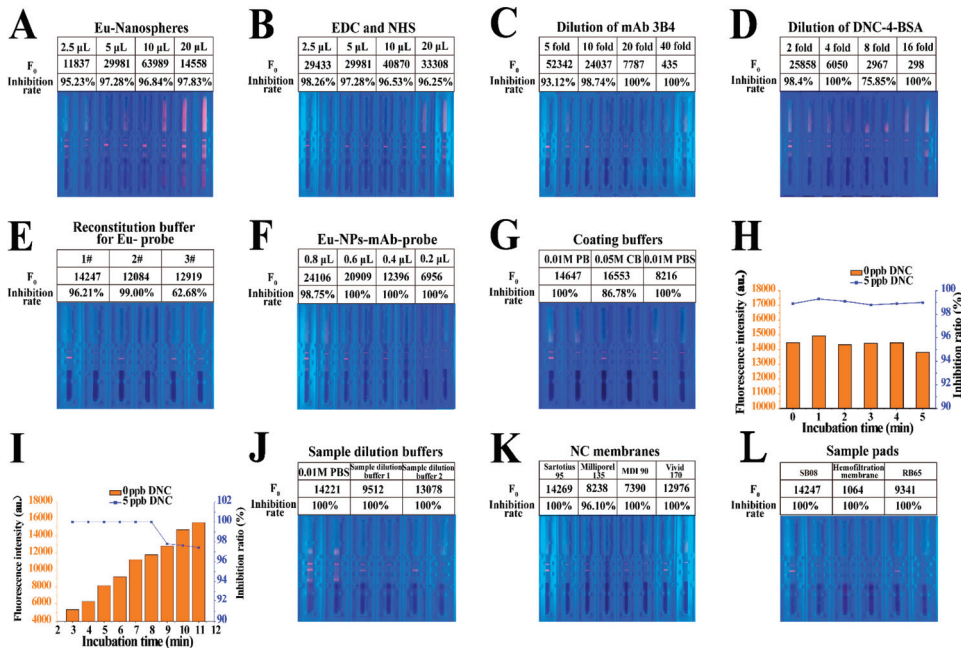 A
Eu-Nanospheres
2.5 µL 5 µL 10 µL 20 µL
F0 11837 29981 63989 14558
Inhibition rate 95.23% 97.28% 96.84% 97.83%
B
EDC and NHS
2.5 µL 5 µL 10 µL 20 µL
F0 29433 29981 40870 33308
Inhibition rate 98.26% 97.28% 96.53% 96.25%
C
Dilution of mAb 3B4
5 fold 10 fold 20 fold 40 fold
F0 52342 24037 7787 435
Inhibition rate 93.12% 98.74% 100% 100%
D
Dilution of DNC-4-BSA
2 fold 4 fold 8 fold 16 fold
F0 25858 6050 2967 298
Inhibition rate 98.4% 100% 75.85% 100%
E
Reconstitution buffer
for Eu- probe
1# 2# 3#
F0 14247 12084 12919
Inhibition rate 96.21% 99.00% 62.68%
F
Eu-NPs-mAb-probe
0.8 µL 0.6 µL 0.4 µL 0.2 µL
F0 24106 20909 12396 6956
Inhibition rate 98.75% 100% 100% 100%
G
Coating buffers
0.01M PB 0.05M CB 0.01M PBS
F0 14647 16553 8216
Inhibition rate 100% 86.78% 100%
H
0ppb DNC
5 ppb DNC
Fluorescence intensity (au.)
18000
17000
16000
15000
14000
13000
12000
11000
10000
100
99
98
97
96
95
94
93
92
91
90
Inhibition ratio (%)
0 1 2 3 4 5
Incubation time (min)
I
0ppb DNC
5 ppb DNC
Fluorescence intensity (au.)
18000
16000
14000
12000
10000
8000
6000
4000
102
100
98
96
94
92
90
Inhibition ratio (%)
2 3 4 5 6 7 8 9 10 11 12
Incubation time (min)
J
Sample dilution buffers
0.01M PBS Sample dilution buffer 1 Sample dilution buffer 2
F0 14221 9512 13078
Inhibition rate 100% 100% 100%
K
NC membranes
Sartotius 95 Milliporel 135 MDI 90 Vivid 170
F0 14269 8238 7390 12976
Inhibition rate 100% 96.10% 100% 100%
L
Sample pads
SB08 Hemofiltration membrane RB65
F0 14247 1064 9341
Inhibition rate 100% 100% 100%